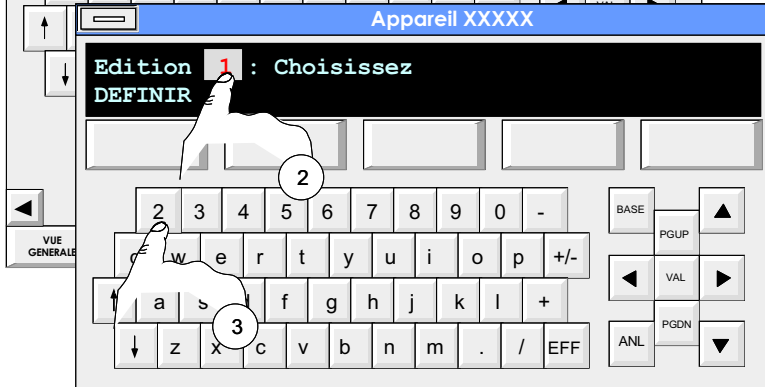 Appareil XXXXX
Edition 1 : Choisissez
DEFINIR
2
2 3 4 5 6 7 8 9 0 -
BASE
PGUP
w e r t y u i o p +/-
VUE
GENERALE
VAL
a s f g h j k l +
3
PGDN
z x c v b n m . / EFF
ANL